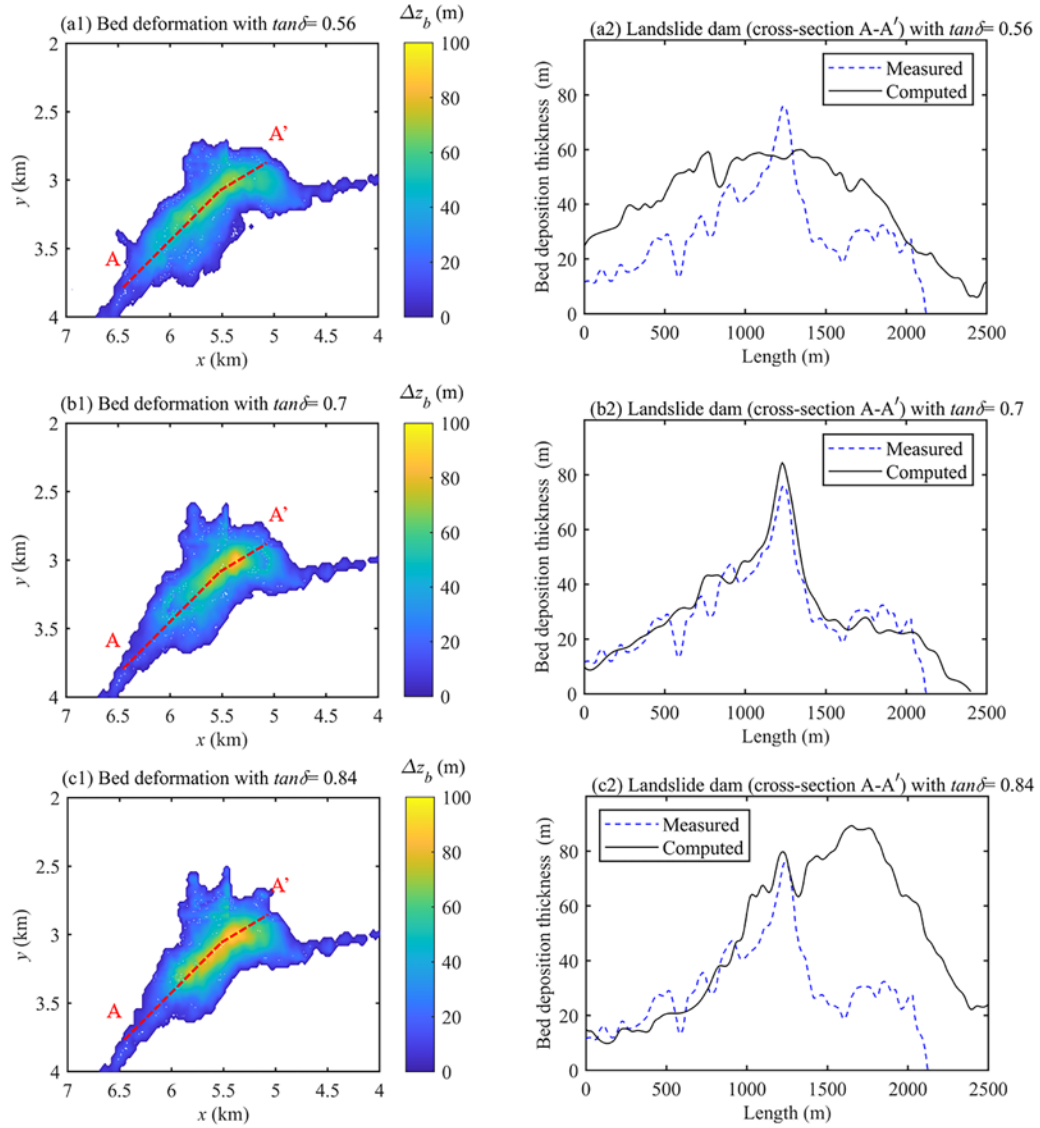 (a1) Bed deformation with tanδ= 0.56
Δz_b (m)
2
2.5
3
3.5
4
y (km)
7
6.5
6
5.5
5
4.5
4
x (km)
A
A'
100
80
60
40
20
0
(a2) Landslide dam (cross-section A-A′) with tanδ= 0.56
Measured
Computed
80
60
40
20
0
Bed deposition thickness (m)
0
500
1000
1500
2000
2500
Length (m)
(b1) Bed deformation with tanδ= 0.7
Δz_b (m)
2
2.5
3
3.5
4
y (km)
7
6.5
6
5.5
5
4.5
4
x (km)
A
A'
100
80
60
40
20
0
(b2) Landslide dam (cross-section A-A′) with tanδ= 0.7
Measured
Computed
80
60
40
20
0
Bed deposition thickness (m)
0
500
1000
1500
2000
2500
Length (m)
(c1) Bed deformation with tanδ= 0.84
Δz_b (m)
2
2.5
3
3.5
4
y (km)
7
6.5
6
5.5
5
4.5
4
x (km)
A
A'
100
80
60
40
20
0
(c2) Landslide dam (cross-section A-A′) with tanδ= 0.84
Measured
Computed
80
60
40
20
0
Bed deposition thickness (m)
0
500
1000
1500
2000
2500
Length (m)